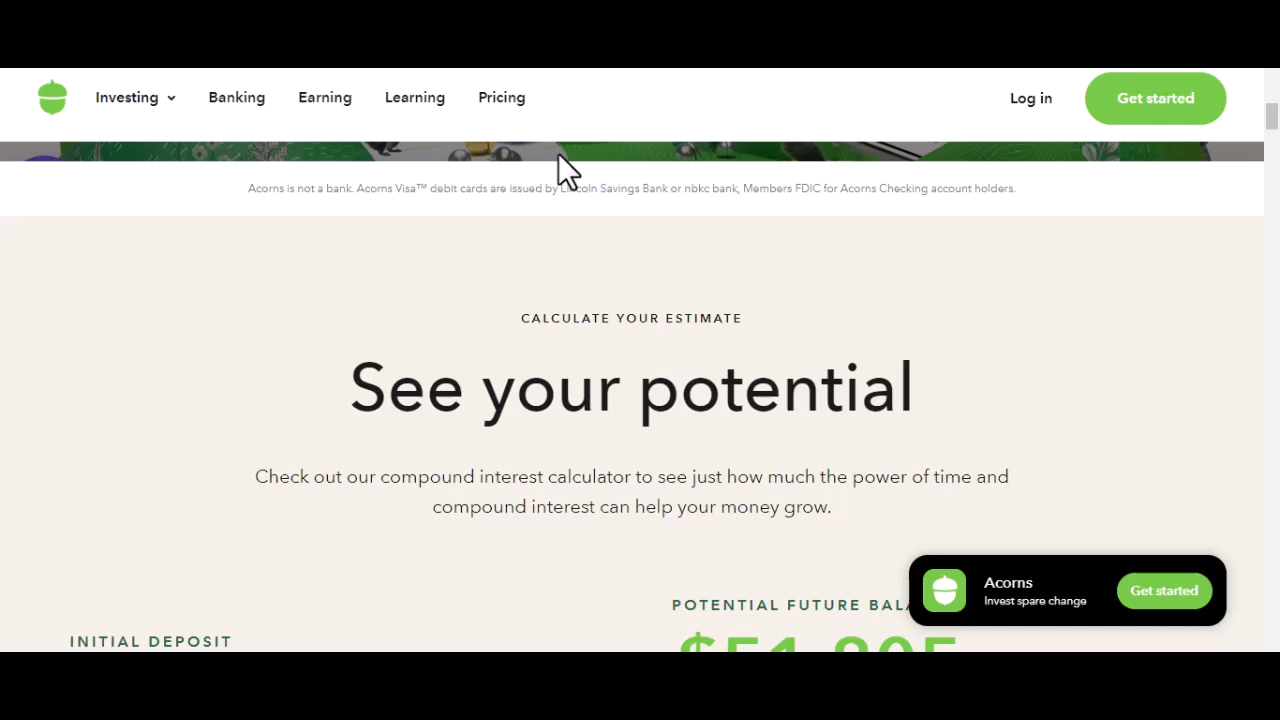 Investing
Banking
Earning
Learning
Pricing
Log in
Get started
Acorns is not a bank. Acorns Visa™ debit cards are issued by Lincoln Savings Bank or nbkc bank, Members FDIC for Acorns Checking account holders.
CALCULATE YOUR ESTIMATE
See your potential
Check out our compound interest calculator to see just how much the power of time and
compound interest can help your money grow.
Acorns
Invest spare change
Get started
POTENTIAL FUTURE
INITIAL DEPOSIT